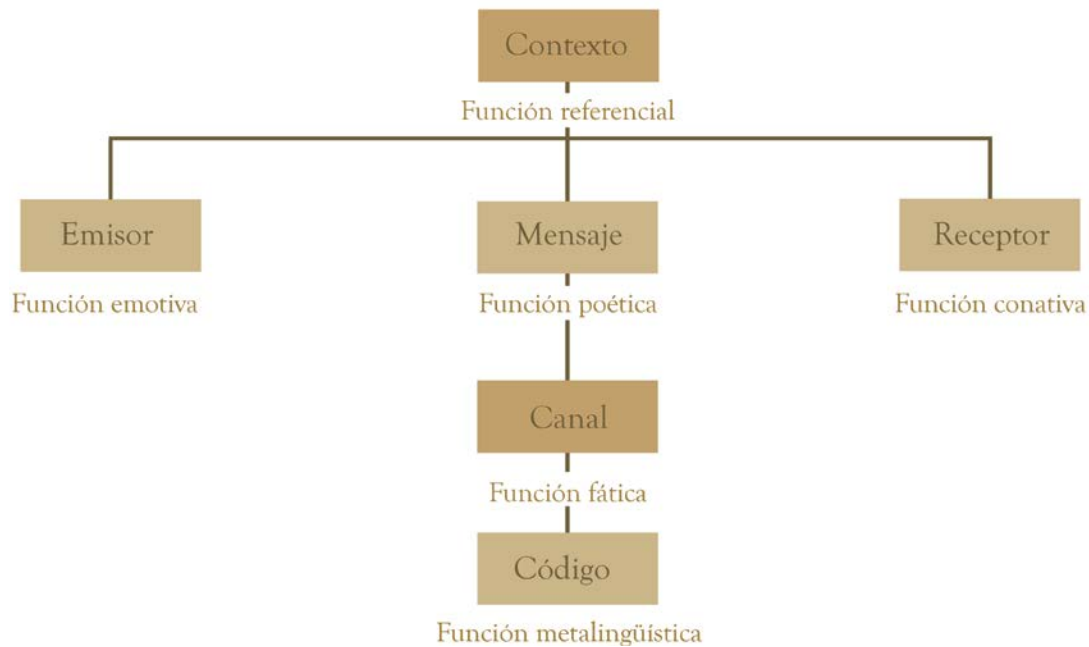 Contexto
Función referencial
Emisor
Mensaje
Receptor
Función emotiva
Función poética
Función conativa
Canal
Función fática
Código
Función metalingüística